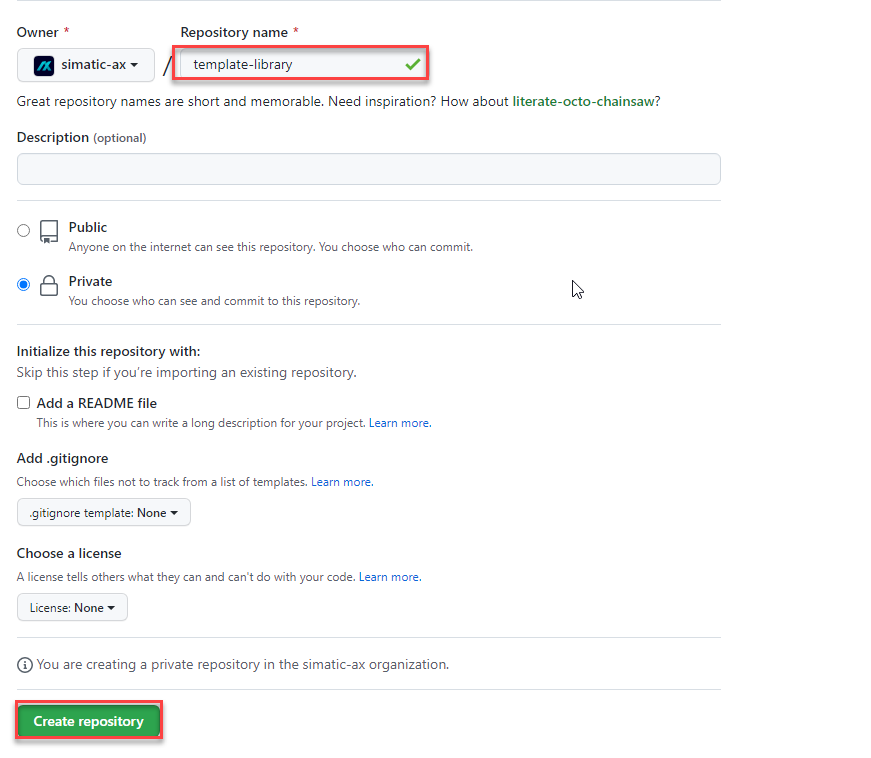 Owner *
Repository name *
simatic-ax / template-library
Great repository names are short and memorable. Need inspiration? How about literate-octo-chainsaw?
Description (optional)
Public
Anyone on the internet can see this repository. You choose who can commit.
Private
You choose who can see and commit to this repository.
Initialize this repository with:
Skip this step if you're importing an existing repository.
Add a README file
This is where you can write a long description for your project. Learn more.
Add .gitignore
Choose which files not to track from a list of templates. Learn more.
.gitignore template: None
Choose a license
A license tells others what they can and can't do with your code. Learn more.
License: None
You are creating a private repository in the simatic-ax organization.
Create repository